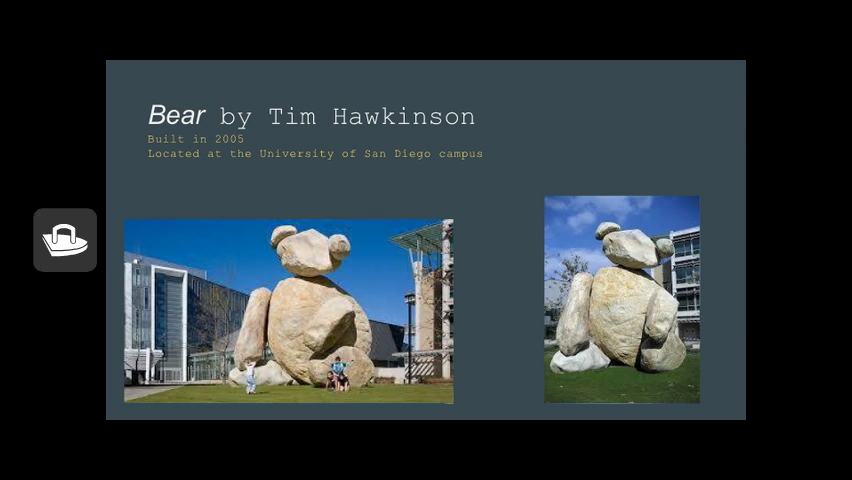 Bear by Tim Hawkinson
Built in 2005
Located at the University of San Diego campus